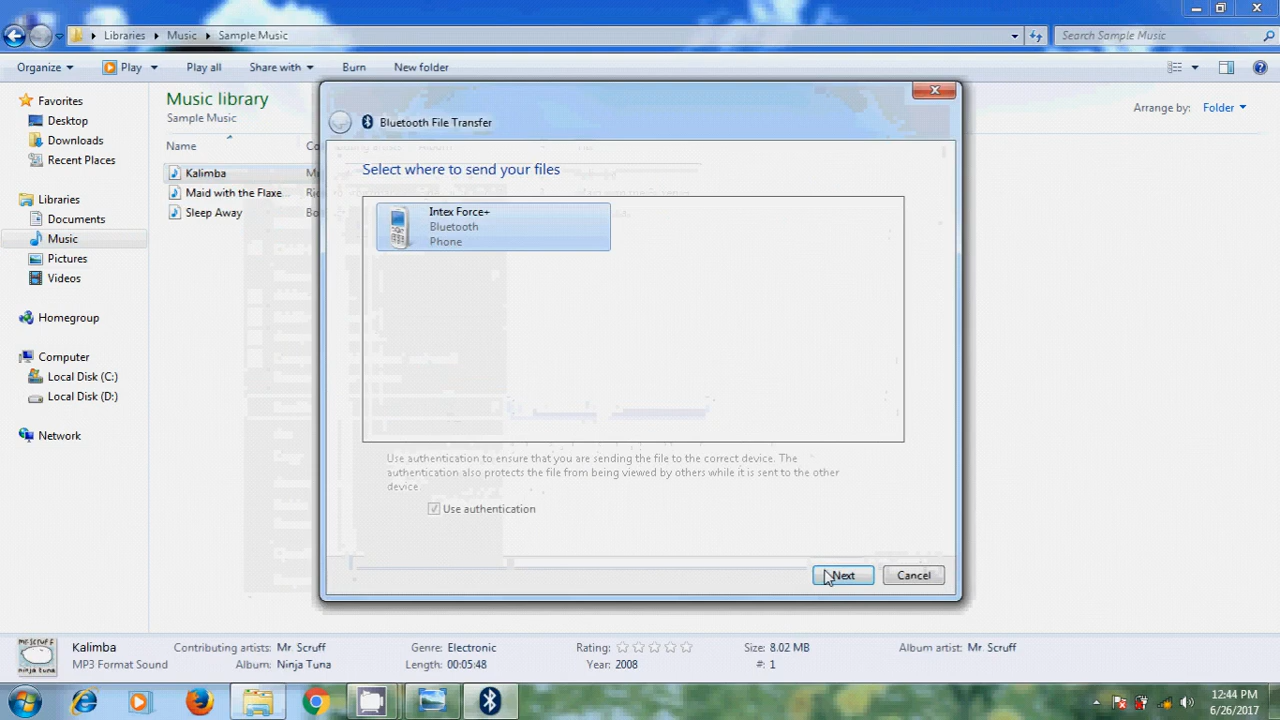 Libraries Music Sample Music
Search Sample Music
Organize Play Play all Share with Burn New folder
Favorites
Desktop
Downloads
Recent Places
Libraries
Documents
Music
Pictures
Videos
Homegroup
Computer
Local Disk (C:)
Local Disk (D:)
Network
Music library
Sample Music
Arrange by: Folder
Name
Kalimba
Maid with the Flaxe...
Sleep Away
Bluetooth File Transfer
Select where to send your files
Intex Force+
Bluetooth
Phone
Use authentication to ensure that you are sending the file to the correct device. The
authentication also protects the file from being viewed by others while it is sent to the other
device.
Use authentication
Next Cancel
Kalimba
MP3 Format Sound
Contributing artists: Mr Scruff
Album: Ninja Tuna
Genre: Electronic
Length: 00:05:48
Rating:
Year: 2008
Size: 8.02 MB
#: 1
Album artist: Mr. Scruff
mr.scruff
ninja tuna
12:44 PM
6/26/2017